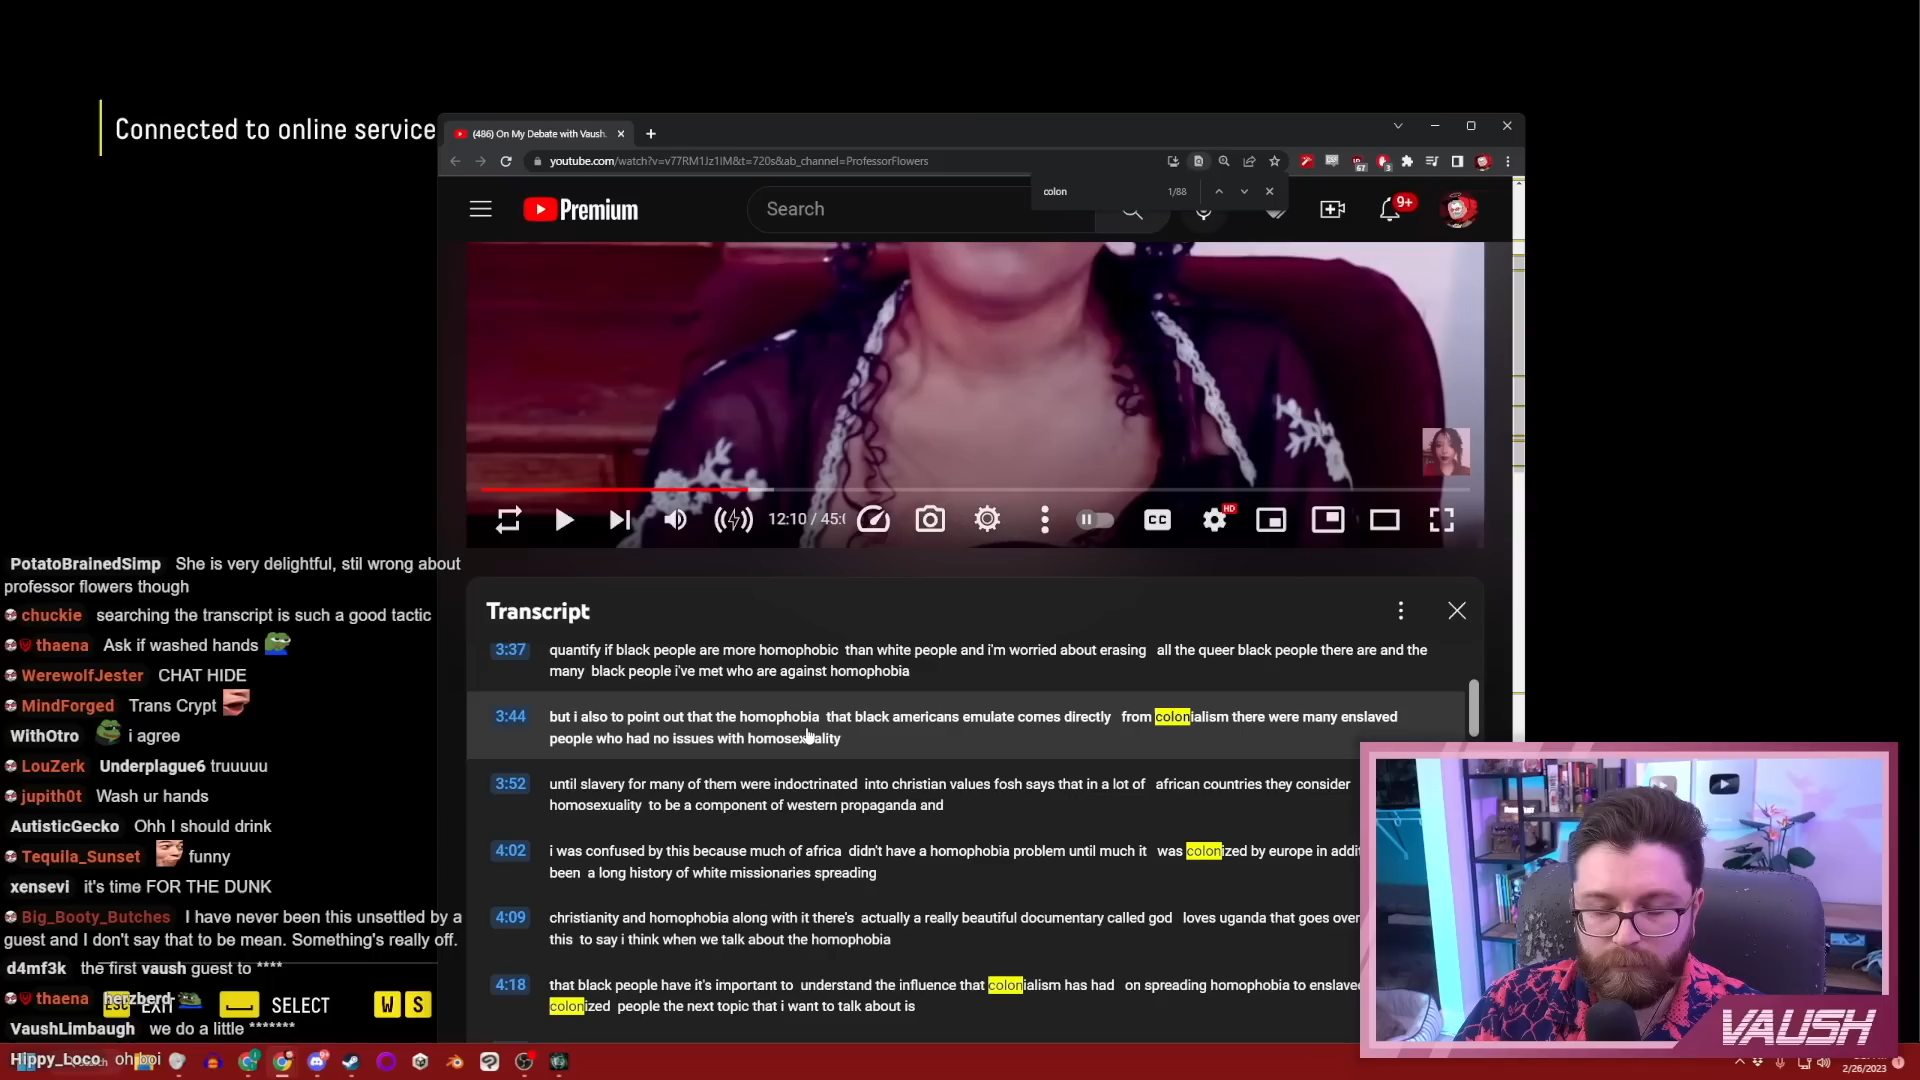 Connected to online service
(486) On My Debate with Vaush.
youtube.com/watch?v=v77RM1Jz1IM&t=720s&ab_channel=ProfessorFlowers
67
3
colon
1/88
Premium
Search
9+
12:10 / 45:0
CC
HD
Transcript
3:37
quantify if black people are more homophobic than white people and i'm worried about erasing all the queer black people there are and the
many black people i've met who are against homophobia
3:44
but i also to point out that the homophobia that black americans emulate comes directly from colonialism there were many enslaved
people who had no issues with homosexuality
3:52
until slavery for many of them were indoctrinated into christian values fosh says that in a lot of african countries they consider
homosexuality to be a component of western propaganda and
4:02
i was confused by this because much of africa didn't have a homophobia problem until much it was colonized by europe in addit
been a long history of white missionaries spreading
4:09
christianity and homophobia along with it there's actually a really beautiful documentary called god loves uganda that goes over
this to say i think when we talk about the homophobia
4:18
that black people have it's important to understand the influence that colonialism has had on spreading homophobia to enslave
colonized people the next topic that i want to talk about is
PotatoBrainedSimp She is very delightful, stil wrong about
professor flowers though
chuckie searching the transcript is such a good tactic
thaena Ask if washed hands
WerewolfJester CHAT HIDE
MindForged Trans Crypt
WithOtro i agree
LouZerk Underplague6 truuuuu
jupith0t Wash ur hands
AutisticGecko Ohh I should drink
Tequila_Sunset funny
xensevi it's time FOR THE DUNK
Big_Booty_Butches I have never been this unsettled by a
guest and I don't say that to be mean. Something's really off.
d4mf3k the first vaush guest to ****
thaena herzberd
ESC EXIT SELECT W S
VaushLimbaugh we do a little *******
Hippy_Loco oh boi
VAUSH
2/26/2023